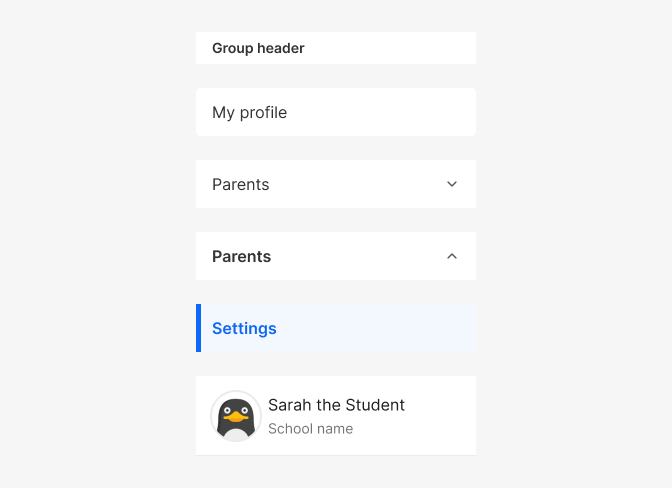 Group header
My profile
Parents
Parents
Settings
Sarah the Student
School name